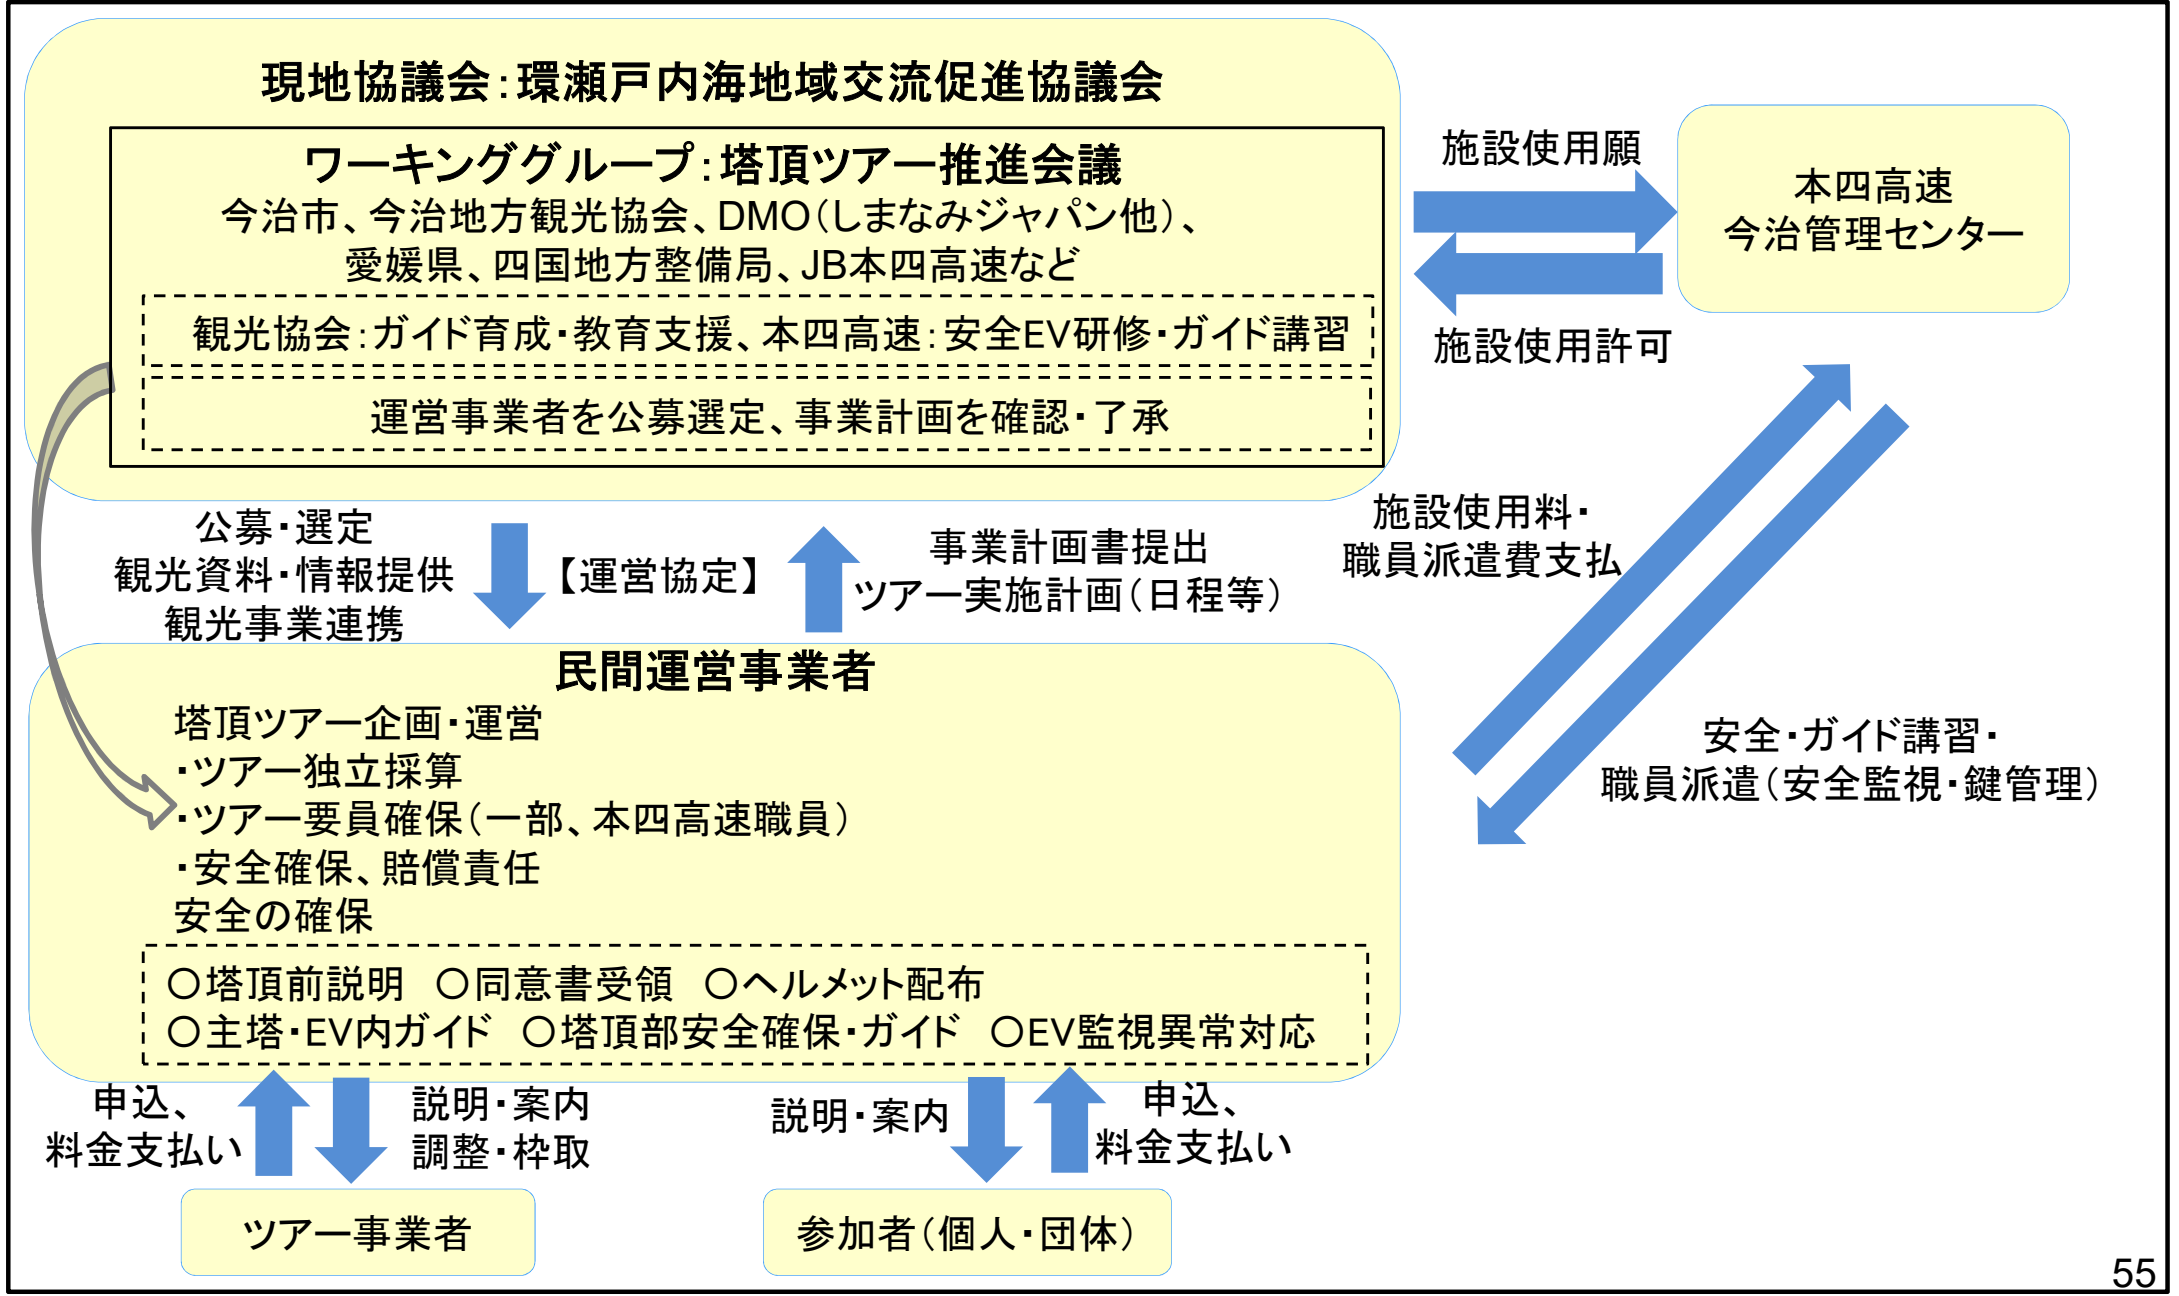 現地協議会：環瀬戸内海地域交流促進協議会
ワーキンググループ：塔頂ツアー推進会議
今治市、今治地方観光協会、DMO（しまなみジャパン他）、
愛媛県、四国地方整備局、JB本四高速など
観光協会：ガイド育成・教育支援、本四高速：安全EV研修・ガイド講習
運営事業者を公募選定、事業計画を確認・了承
施設使用願
本四高速
今治管理センター
施設使用許可
公募・選定
観光資料・情報提供
観光事業連携
【運営協定】
事業計画書提出
ツアー実施計画（日程等）
施設使用料・
職員派遣費支払
民間運営事業者
塔頂ツアー企画・運営
・ツアー独立採算
・ツアー要員確保（一部、本四高速職員）
・安全確保、賠償責任
安全の確保
安全・ガイド講習・
職員派遣（安全監視・鍵管理）
〇塔頂前説明　〇同意書受領　〇ヘルメット配布
〇主塔・EV内ガイド　〇塔頂部安全確保・ガイド　〇EV監視異常対応
申込、
料金支払い
説明・案内
調整・枠取
説明・案内
申込、
料金支払い
ツアー事業者
参加者（個人・団体）
55